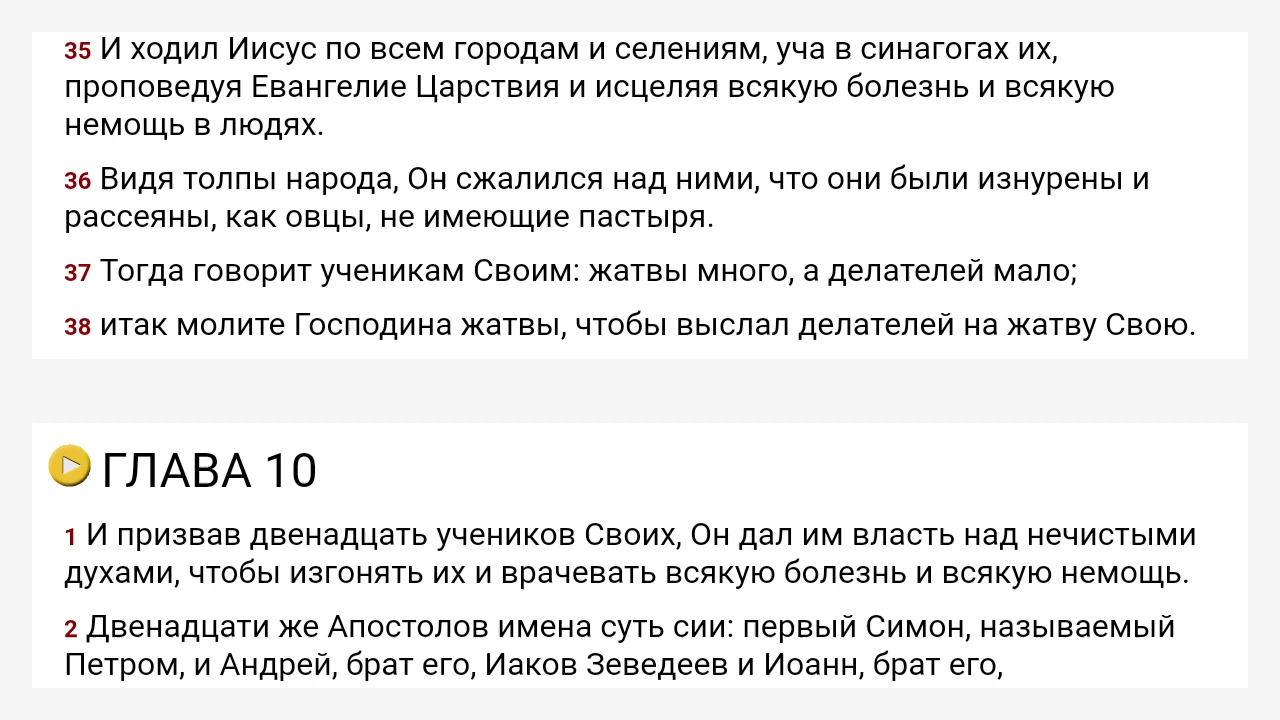 35 И ходил Иисус по всем городам и селениям, уча в синагогах их,
проповедуя Евангелие Царствия и исцеляя всякую болезнь и всякую
немощь в людях.
36 Видя толпы народа, Он сжалился над ними, что они были изнурены и
рассеяны, как овцы, не имеющие пастыря.
37 Тогда говорит ученикам Своим: жатвы много, а делателей мало;
38 итак молите Господина жатвы, чтобы выслал делателей на жатву Свою.
ГЛАВА 10
1 И призвав двенадцать учеников Своих, Он дал им власть над нечистыми
духами, чтобы изгонять их и врачевать всякую болезнь и всякую немощь.
2 Двенадцати же Апостолов имена суть сии: первый Симон, называемый
Петром, и Андрей, брат его, Иаков Зеведеев и Иоанн, брат его,